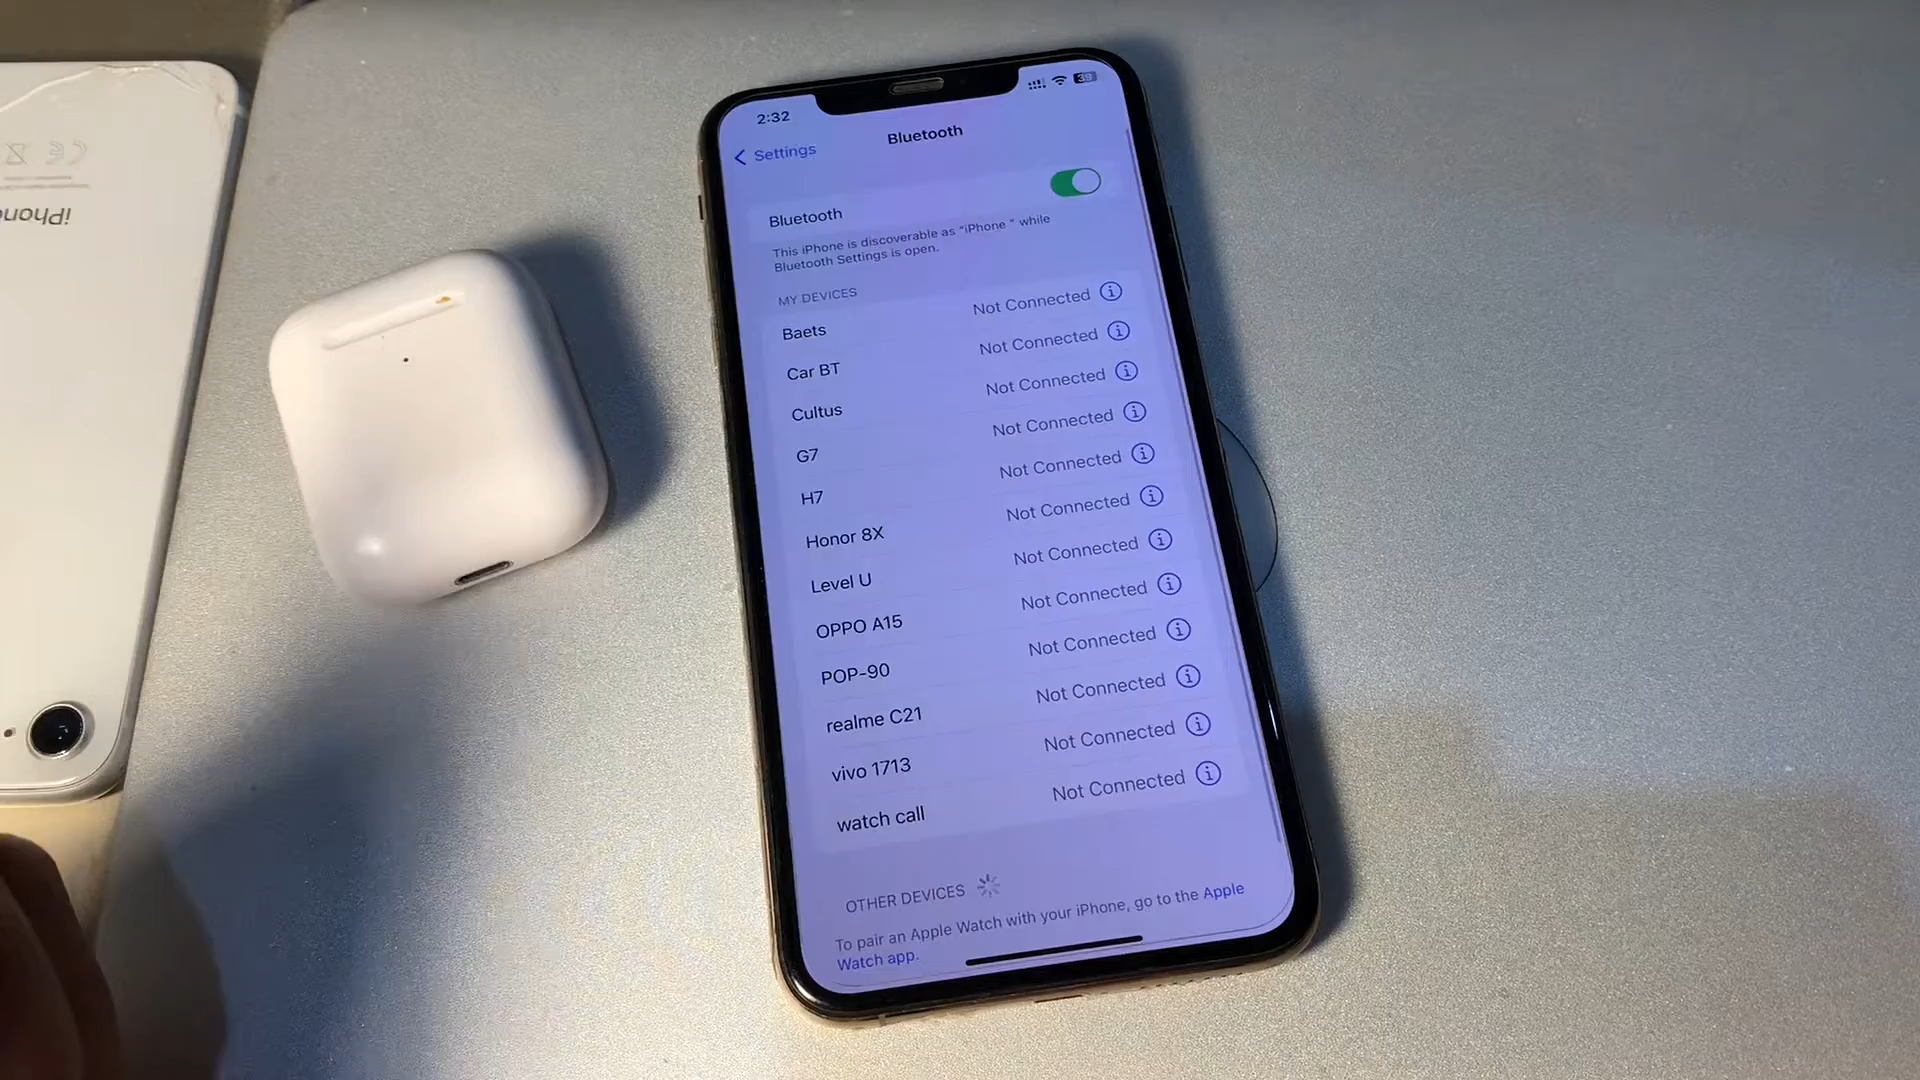 2:32
39
Settings
Bluetooth
Bluetooth
This iPhone is discoverable as “iPhone ” while
Bluetooth Settings is open.
MY DEVICES
Baets Not Connected
Car BT Not Connected
Cultus Not Connected
G7 Not Connected
H7 Not Connected
Honor 8X Not Connected
Level U Not Connected
OPPO A15 Not Connected
POP-90 Not Connected
realme C21 Not Connected
vivo 1713 Not Connected
watch call Not Connected
OTHER DEVICES
To pair an Apple Watch with your iPhone, go to the Apple
Watch app.
iPhone